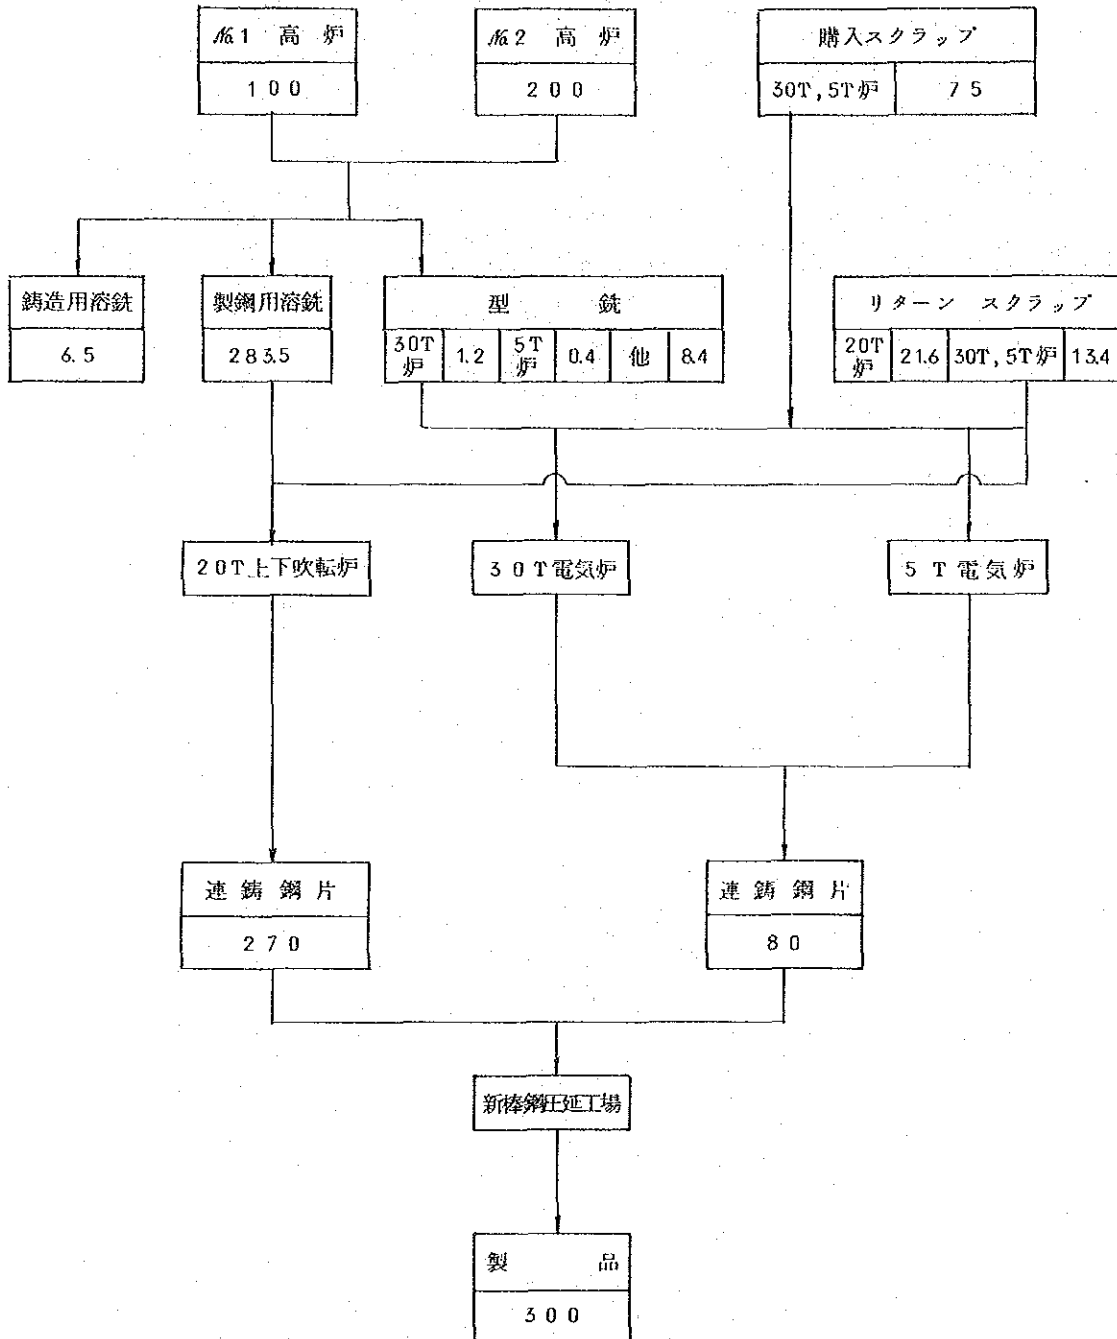 №1 高炉
100
№2 高炉
200
購入スクラップ
30T,5T炉 75
鋳造用溶銑
6.5
製鋼用溶銑
283.5
型銑
30T炉 1.2 5T炉 0.4 他 8.4
リターン スクラップ
20T炉 21.6 30T,5T炉 13.4
20T上下吹転炉
30T電気炉
5T電気炉
連鋳鋼片
270
連鋳鋼片
80
新棒鋼圧延工場
製品
300